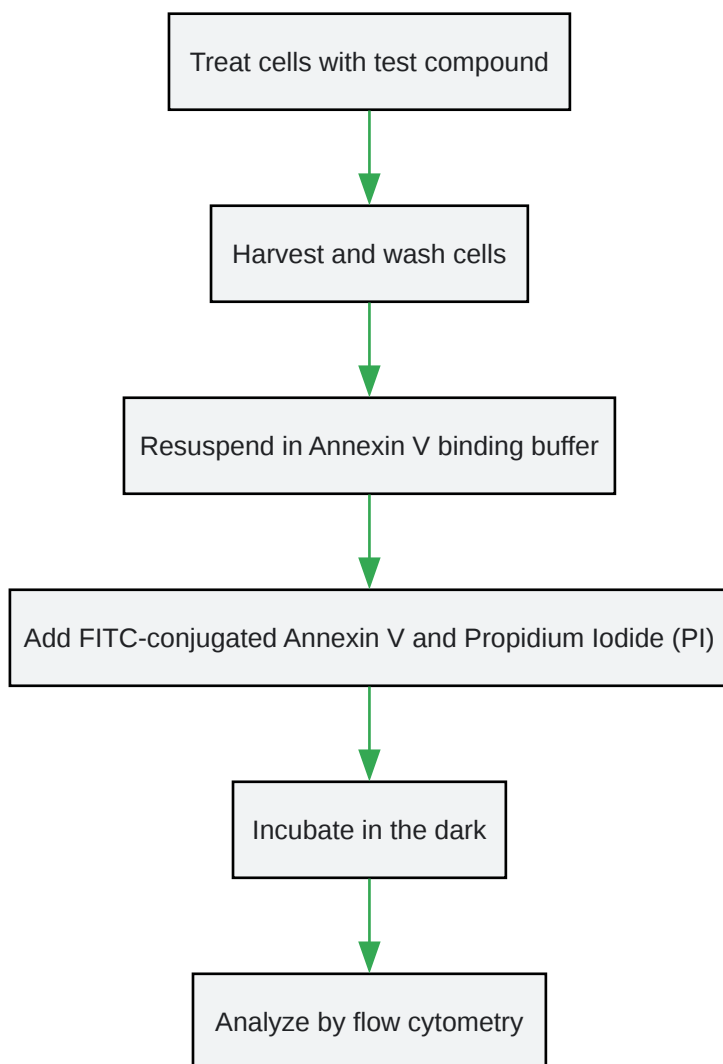 Treat cells with test compound
Harvest and wash cells
Resuspend in Annexin V binding buffer
Add FITC-conjugated Annexin V and Propidium Iodide (PI)
Incubate in the dark
Analyze by flow cytometry